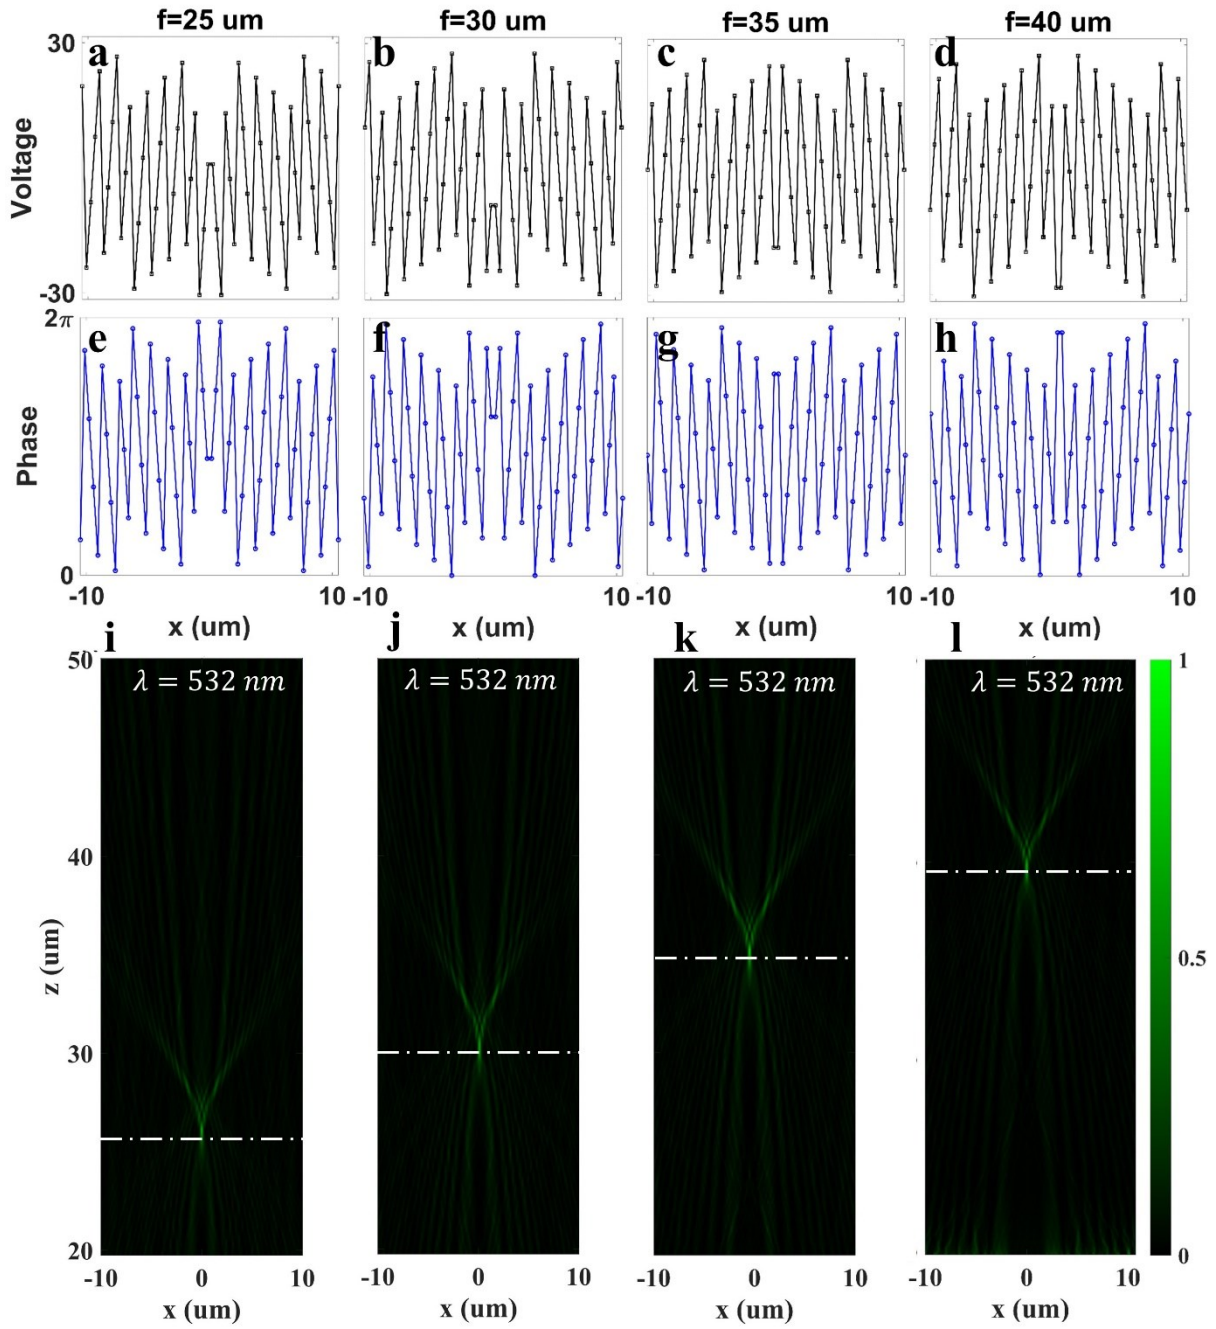 f=25 um f=30 um f=35 um f=40 um
30 a b c d
Voltage
-30
2π e f g h
Phase
0
-10 10 -10 10 -10 10 -10 10
x (um) x (um) x (um) x (um)
i j k l
50 λ = 532 nm λ = 532 nm λ = 532 nm λ = 532 nm 1
40
z (um)
0.5
30
20 0
-10 0 10 -10 0 10 -10 0 10 -10 0 10
x (um) x (um) x (um) x (um)